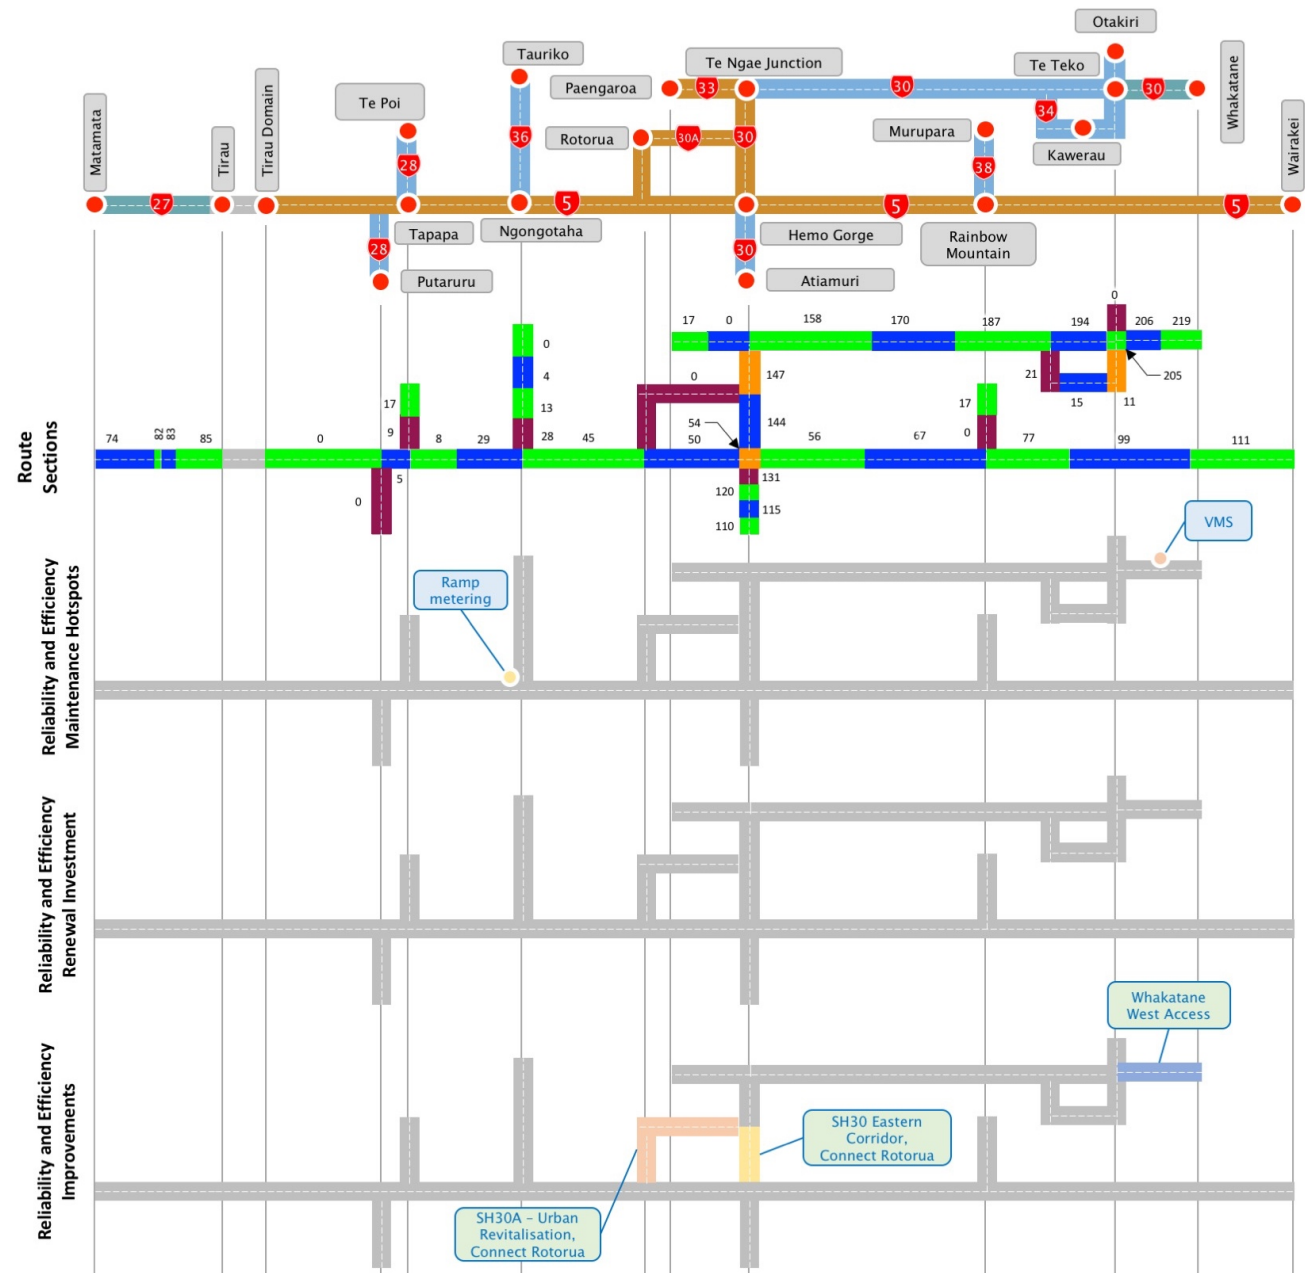 Otakiri
Tauriko
Te Ngae Junction
Te Teko
Whakatane
Te Poi
Paengaroa
33
30
30
Matamata
Tirau
Tirau Domain
Rotorua
30A
30
36
Murupara
34
Kawerau
Wairakei
28
38
27
5
5
5
Tapapa
Ngongotaha
Hemo Gorge
Rainbow
Mountain
28
30
Putaruru
Atiamuri
0
17
0
158
170
187
194
206
219
0
4
13
28
0
147
144
21
15
11
205
17
9
17
0
54
Route
Sections
74
82
83
85
0
8
29
45
50
56
67
77
99
111
5
0
131
120
115
110
VMS
Ramp
metering
Reliability and Efficiency
Maintenance Hotspots
Reliability and Efficiency
Renewal Investment
Whakatane
West Access
Reliability and Efficiency
Improvements
SH30 Eastern
Corridor,
Connect Rotorua
SH30A – Urban
Revitalisation,
Connect Rotorua